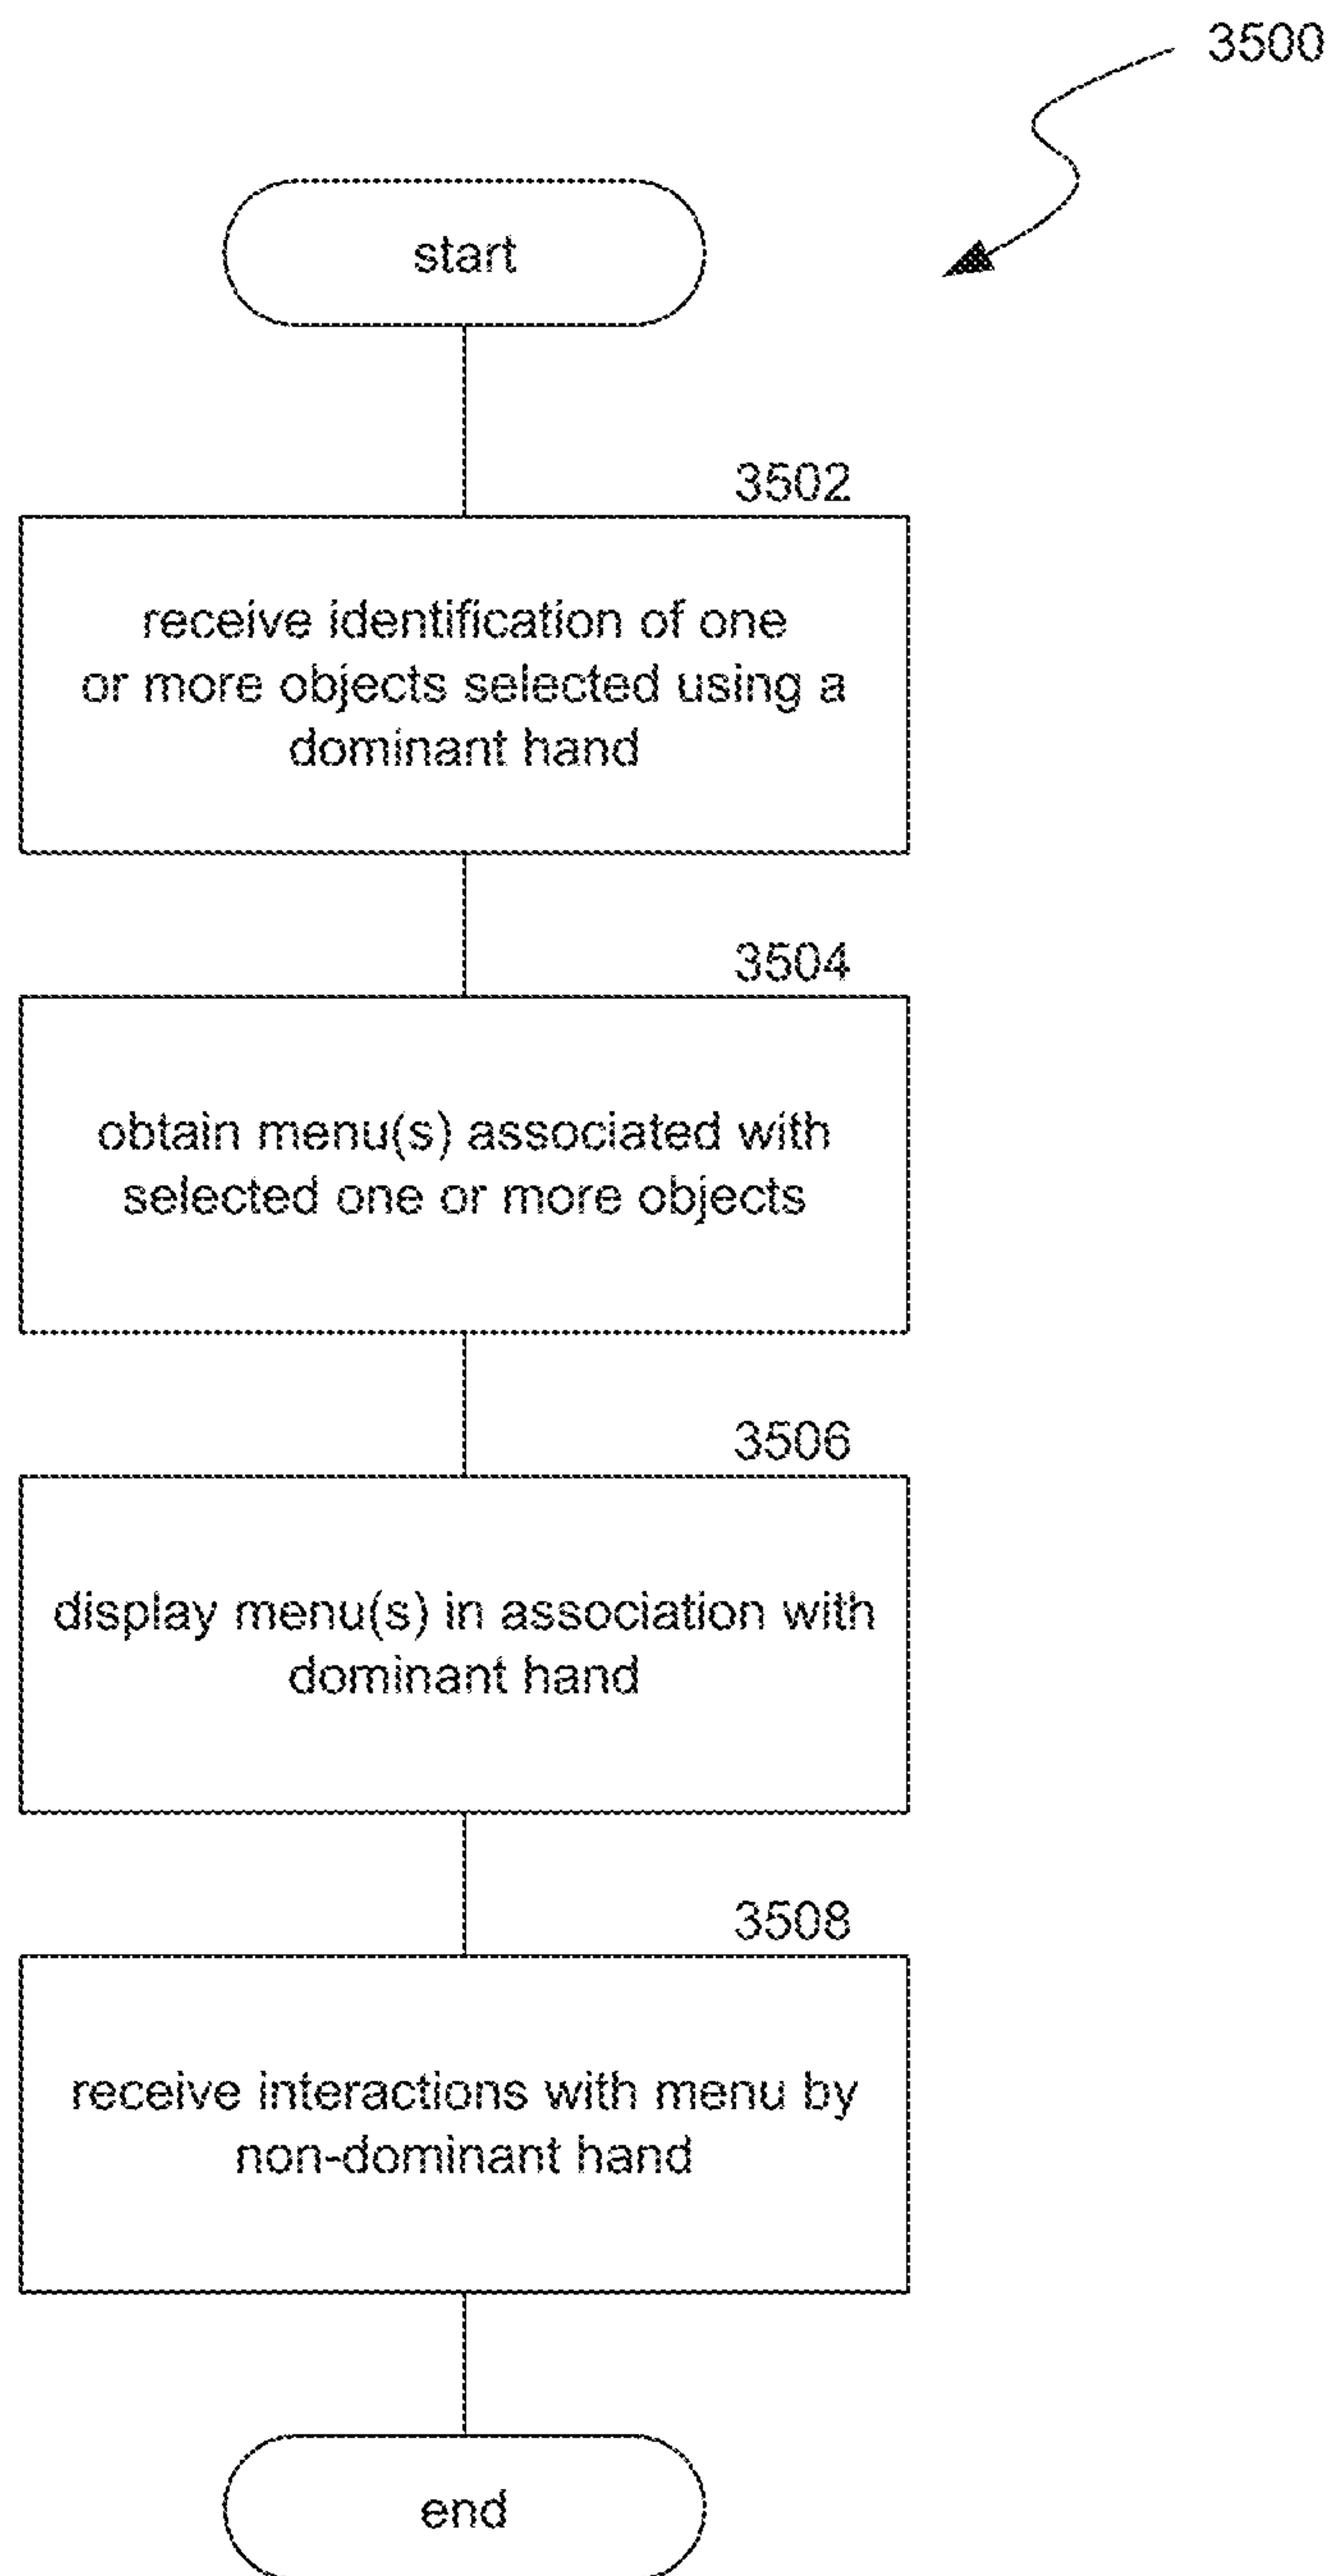 3500
start
3502
receive identification of one
or more objects selected using a
dominant hand
3504
obtain menu(s) associated with
selected one or more objects
3506
display menu(s) in association with
dominant hand
3508
receive interactions with menu by
non-dominant hand
end